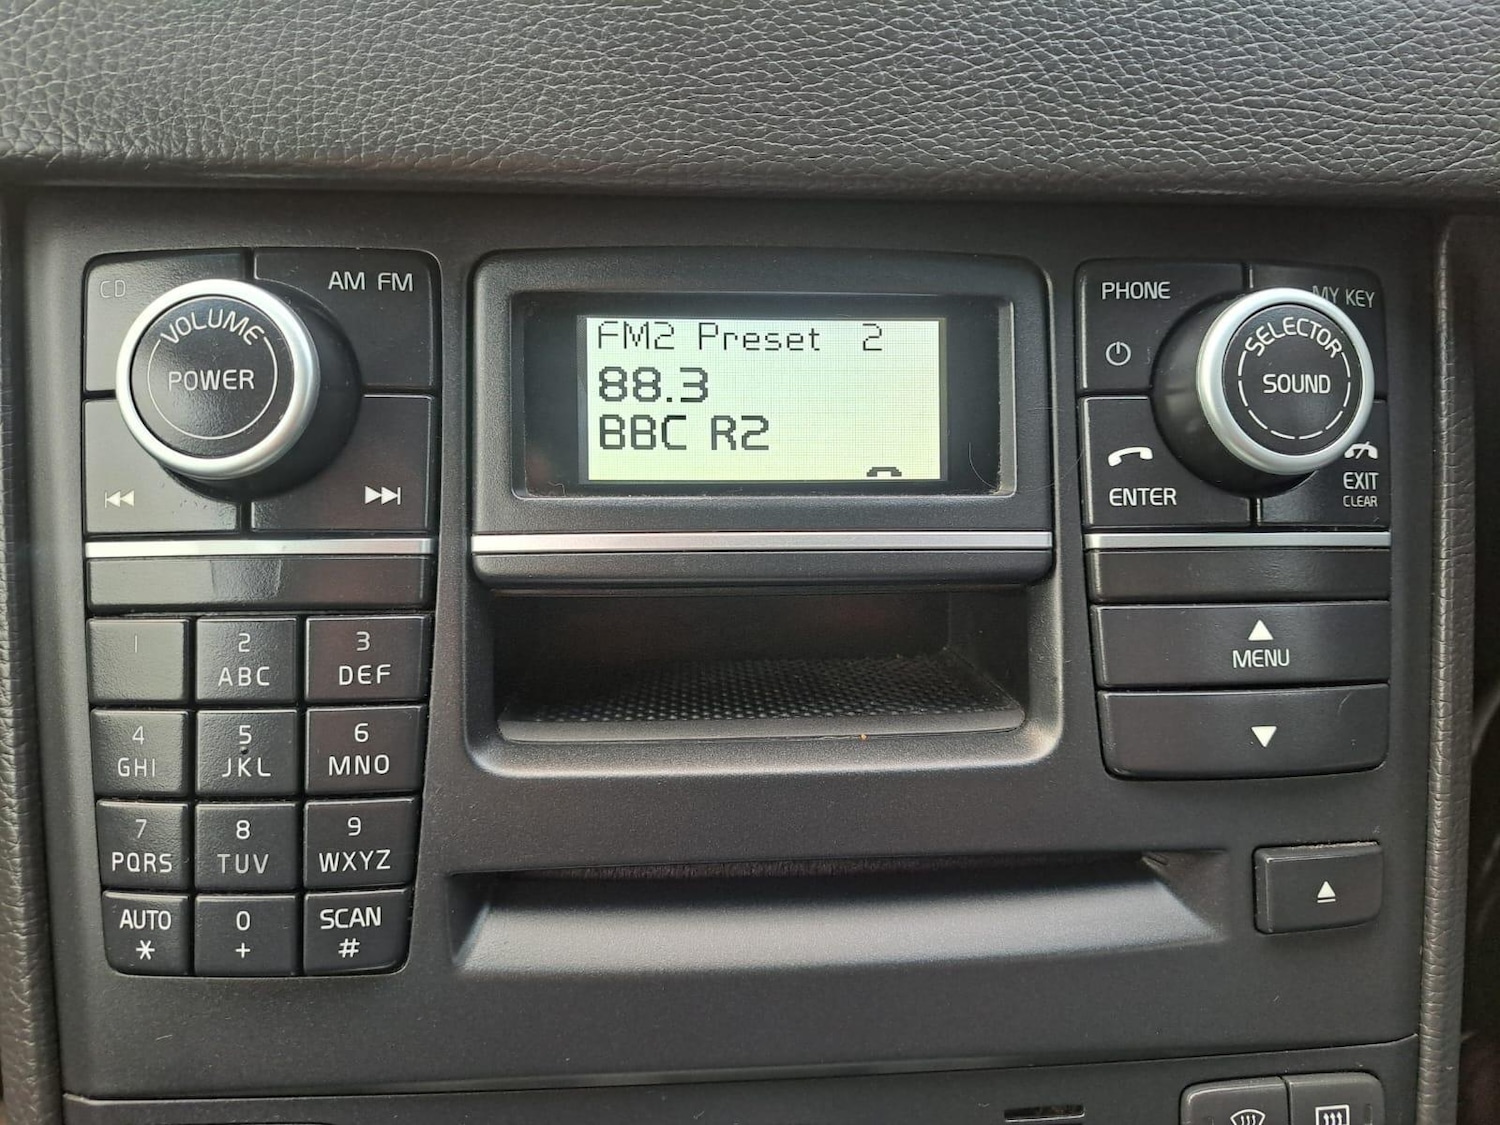 CD
AM FM
VOLUME
POWER
FM2 Preset 2
88.3
BBC R2
PHONE
MY KEY
SELECTOR
SOUND
ENTER
EXIT
CLEAR
MENU
1
2
ABC
3
DEF
4
GHI
5
JKL
6
MNO
7
PQRS
8
TUV
9
WXYZ
AUTO
*
0
+
SCAN
#